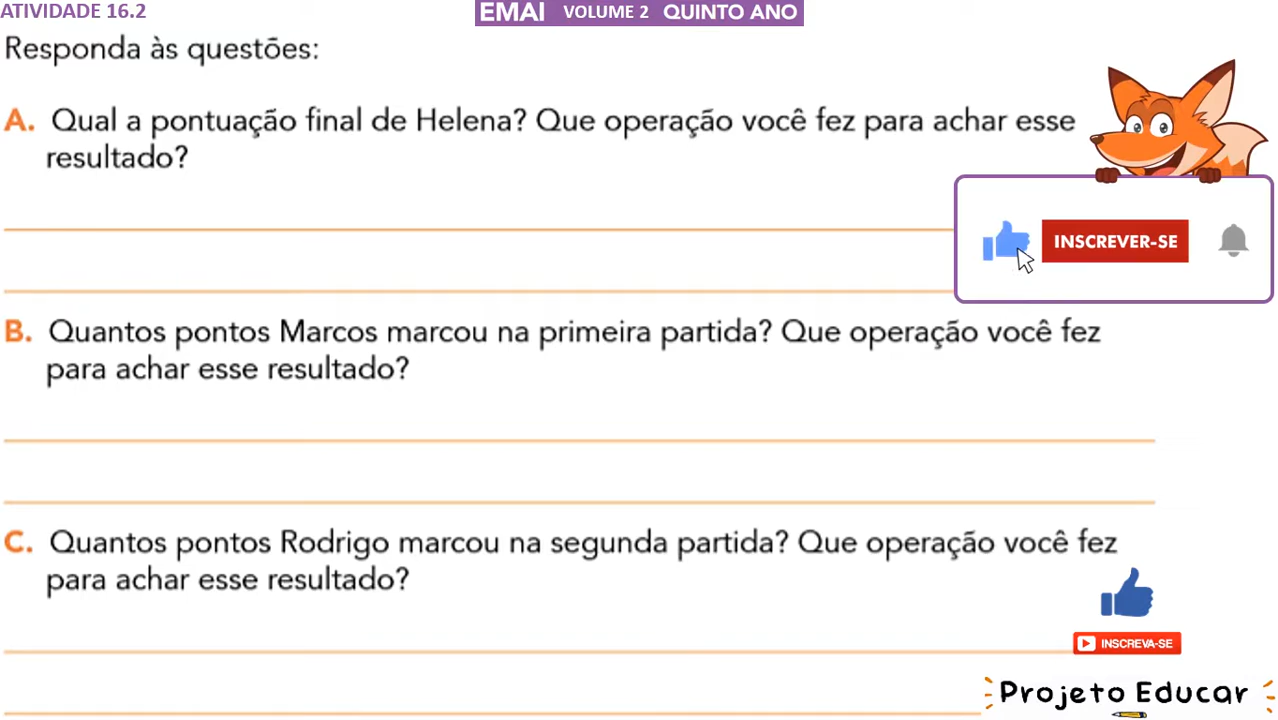 ATIVIDADE 16.2
EMAI VOLUME 2 QUINTO ANO
Responda às questões:
A. Qual a pontuação final de Helena? Que operação você fez para achar esse
resultado?
INSCREVER-SE
B. Quantos pontos Marcos marcou na primeira partida? Que operação você fez
para achar esse resultado?
C. Quantos pontos Rodrigo marcou na segunda partida? Que operação você fez
para achar esse resultado?
INSCREVA-SE
Projeto Educar